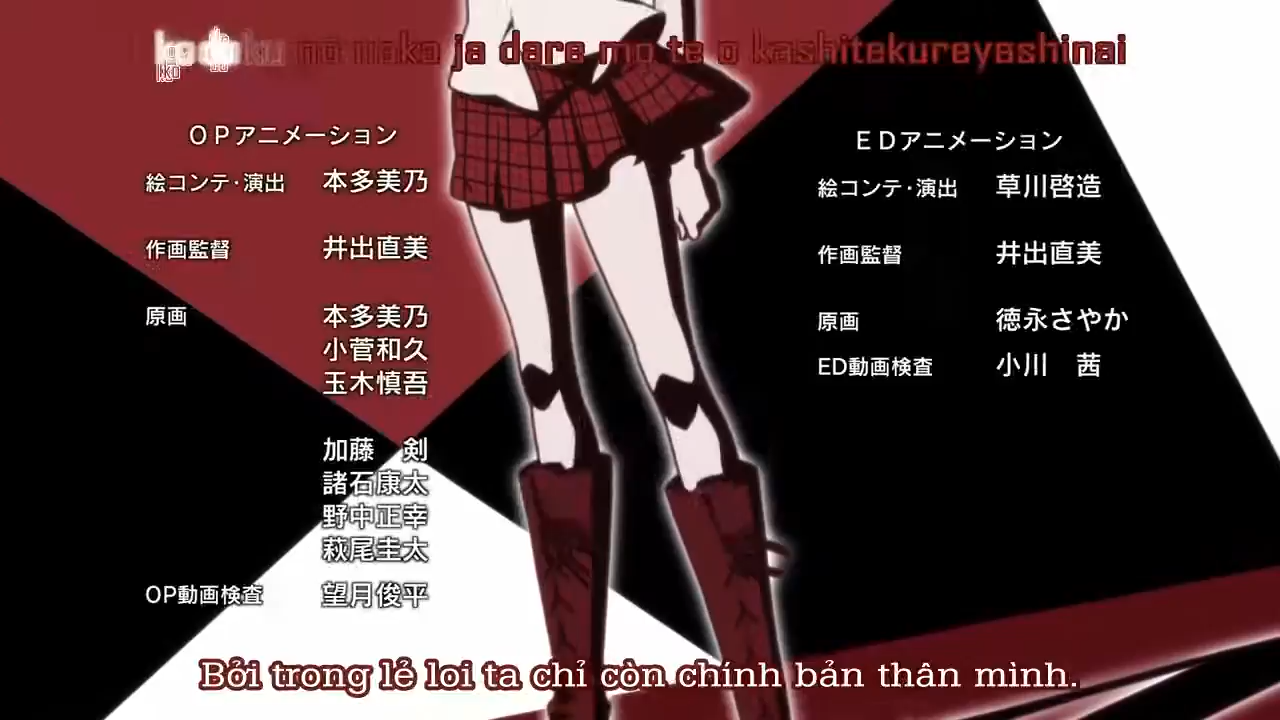 kodoku no naka ja dare mo te o kashitekureyashinai
OPアニメーション
絵コンテ・演出 本多美乃
作画監督 井出直美
原画 本多美乃
小菅和久
玉木慎吾
加藤 剣
諸石康太
野中正幸
萩尾圭太
OP動画検査 望月俊平
EDアニメーション
絵コンテ・演出 草川啓造
作画監督 井出直美
原画 徳永さやか
ED動画検査 小川 茜
Bởi trong lẻ loi ta chỉ còn chính bản thân mình.